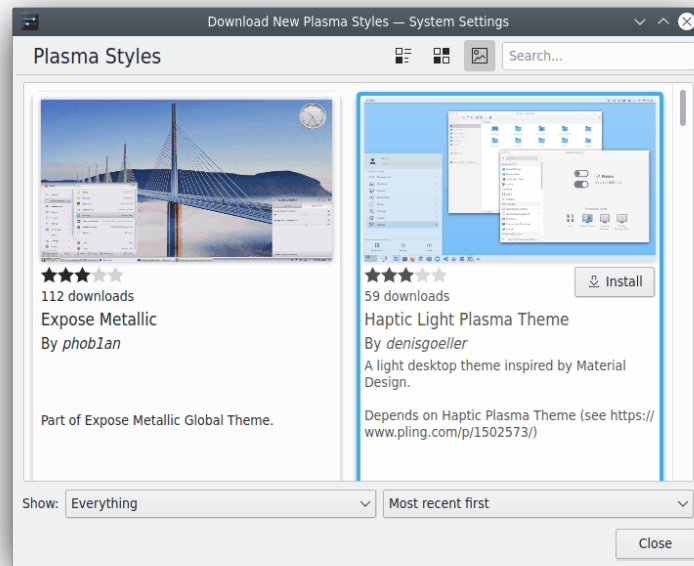 Download New Plasma Styles — System Settings
Plasma Styles
Search...
112 downloads
Expose Metallic
By phob1an
Part of Expose Metallic Global Theme.
59 downloads
Install
Haptic Light Plasma Theme
By denisgoeller
A light desktop theme inspired by Material
Design.
Depends on Haptic Plasma Theme (see https://
www.pling.com/p/1502573/)
Show:
Everything
Most recent first
Close